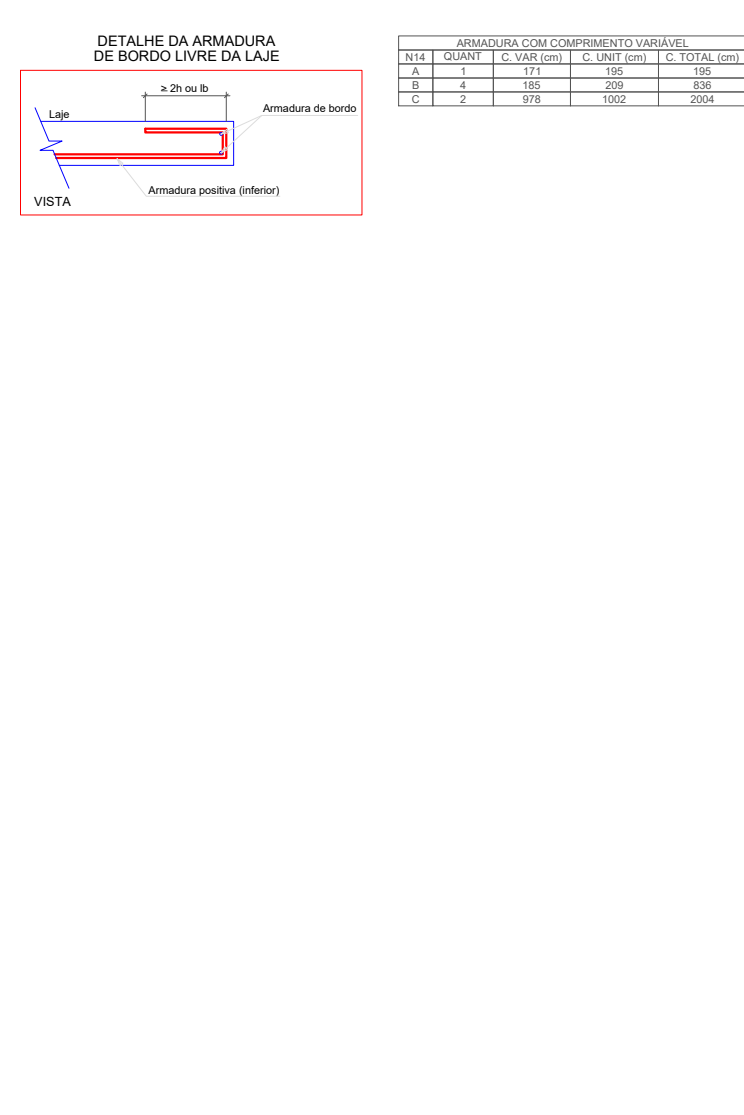 DETALHE DA ARMADURA
DE BORDO LIVRE DA LAJE
≥ 2h ou lb
Laje
Armadura de bordo
Armadura positiva (inferior)
VISTA
ARMADURA COM COMPRIMENTO VARIÁVEL
N14 QUANT C. VAR (cm) C. UNIT (cm) C. TOTAL (cm)
A 1 171 195 195
B 4 185 209 836
C 2 978 1002 2004